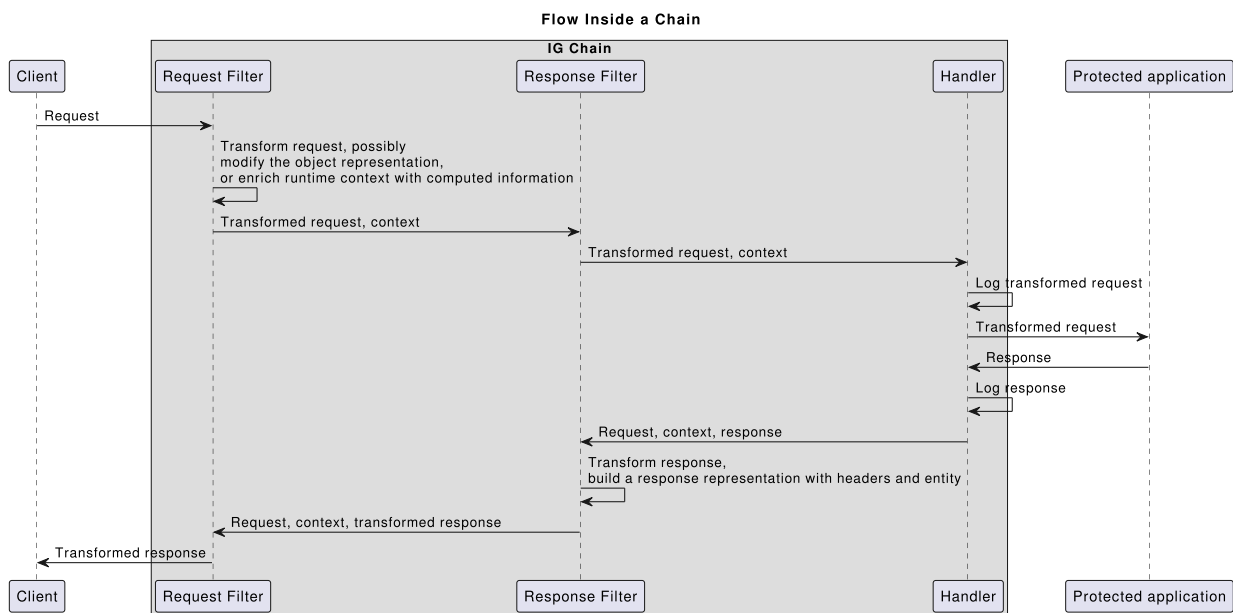 Flow Inside a Chain
IG Chain
Client
Request Filter
Response Filter
Handler
Protected application
Request
Transform request, possibly
modify the object representation,
or enrich runtime context with computed information
Transformed request, context
Transformed request, context
Log transformed request
Transformed request
Response
Log response
Request, context, response
Transform response,
build a response representation with headers and entity
Request, context, transformed response
Transformed response
Client
Request Filter
Response Filter
Handler
Protected application